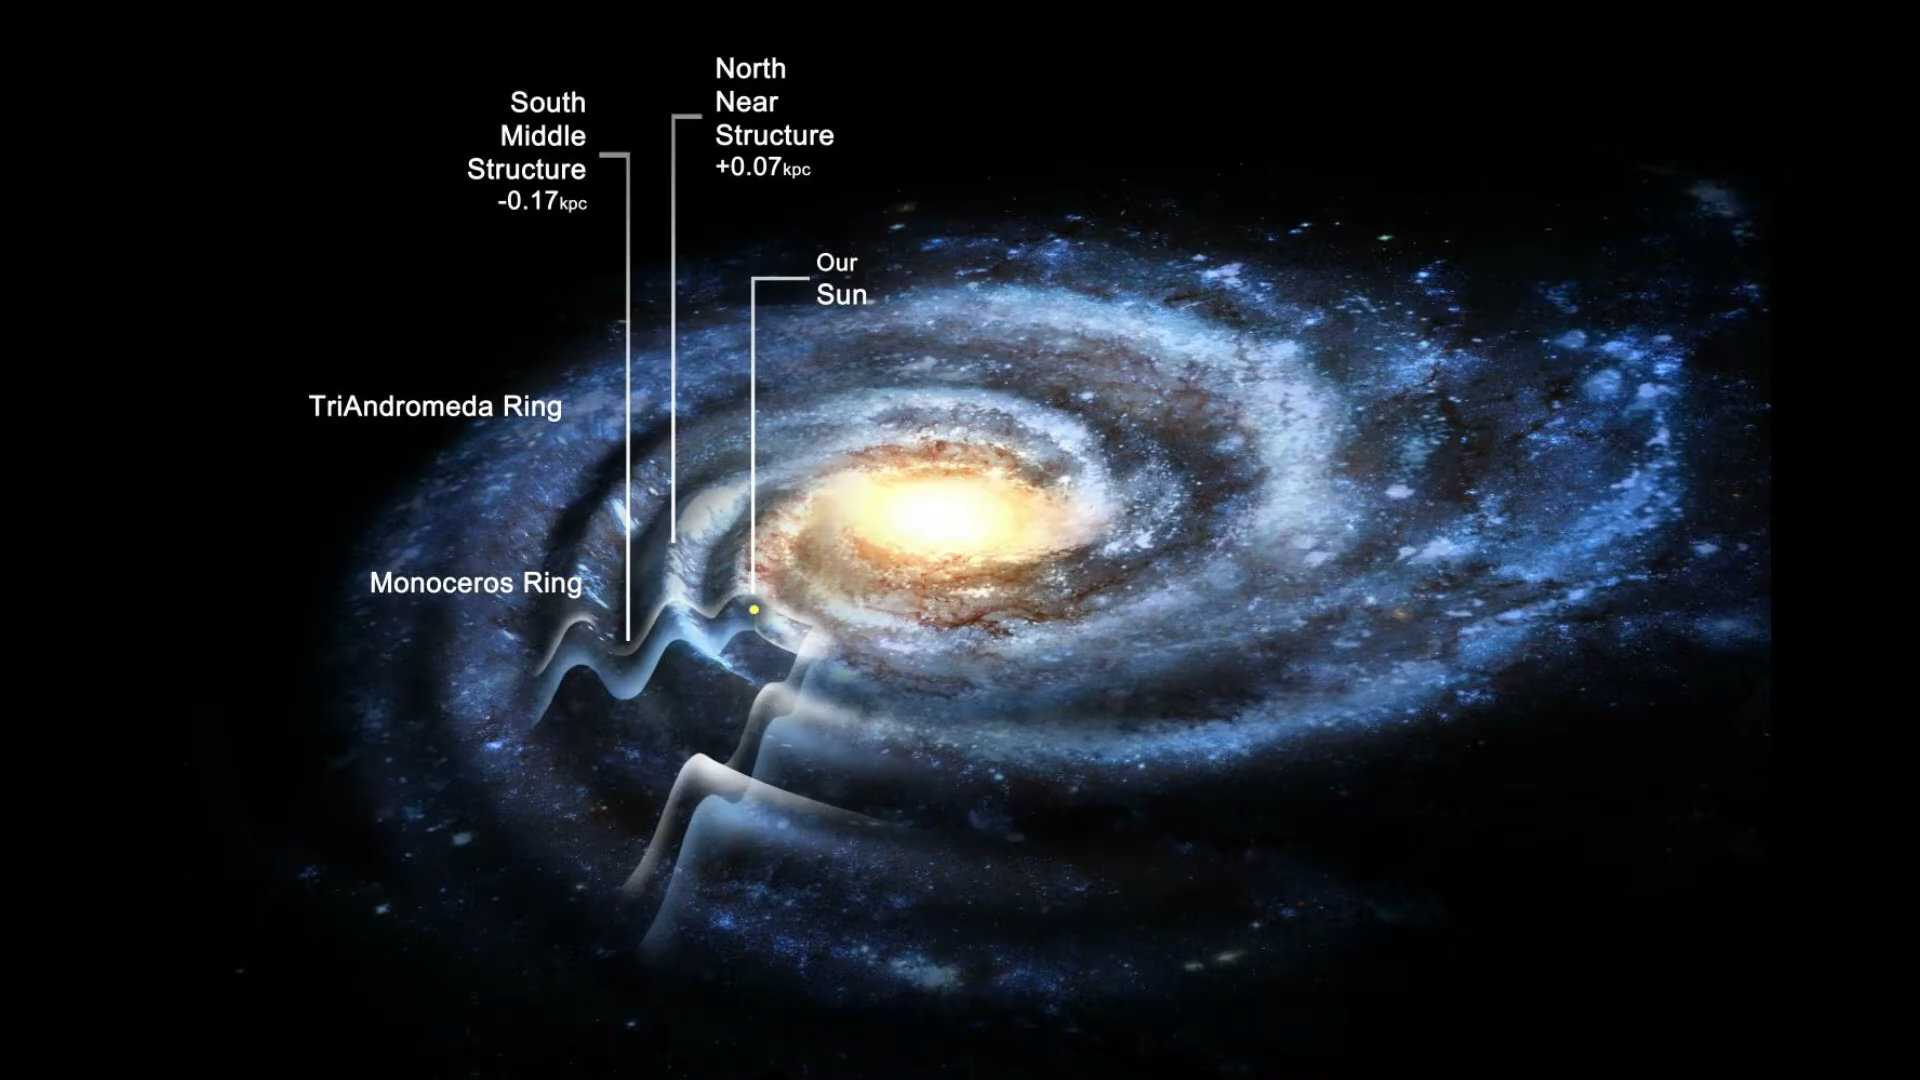 North
Near
Structure
+0.07kpc
South
Middle
Structure
-0.17kpc
Our
Sun
TriAndromeda Ring
Monoceros Ring